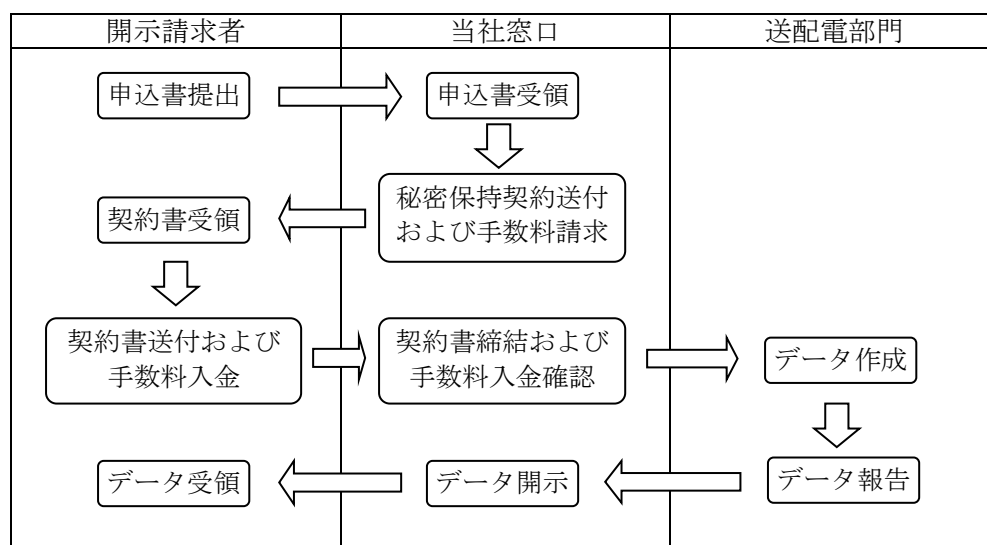 開示請求者
当社窓口
送配電部門
申込書提出
申込書受領
契約書受領
秘密保持契約送付
および手数料請求
契約書送付および
手数料入金
契約書締結および
手数料入金確認
データ作成
データ受領
データ開示
データ報告